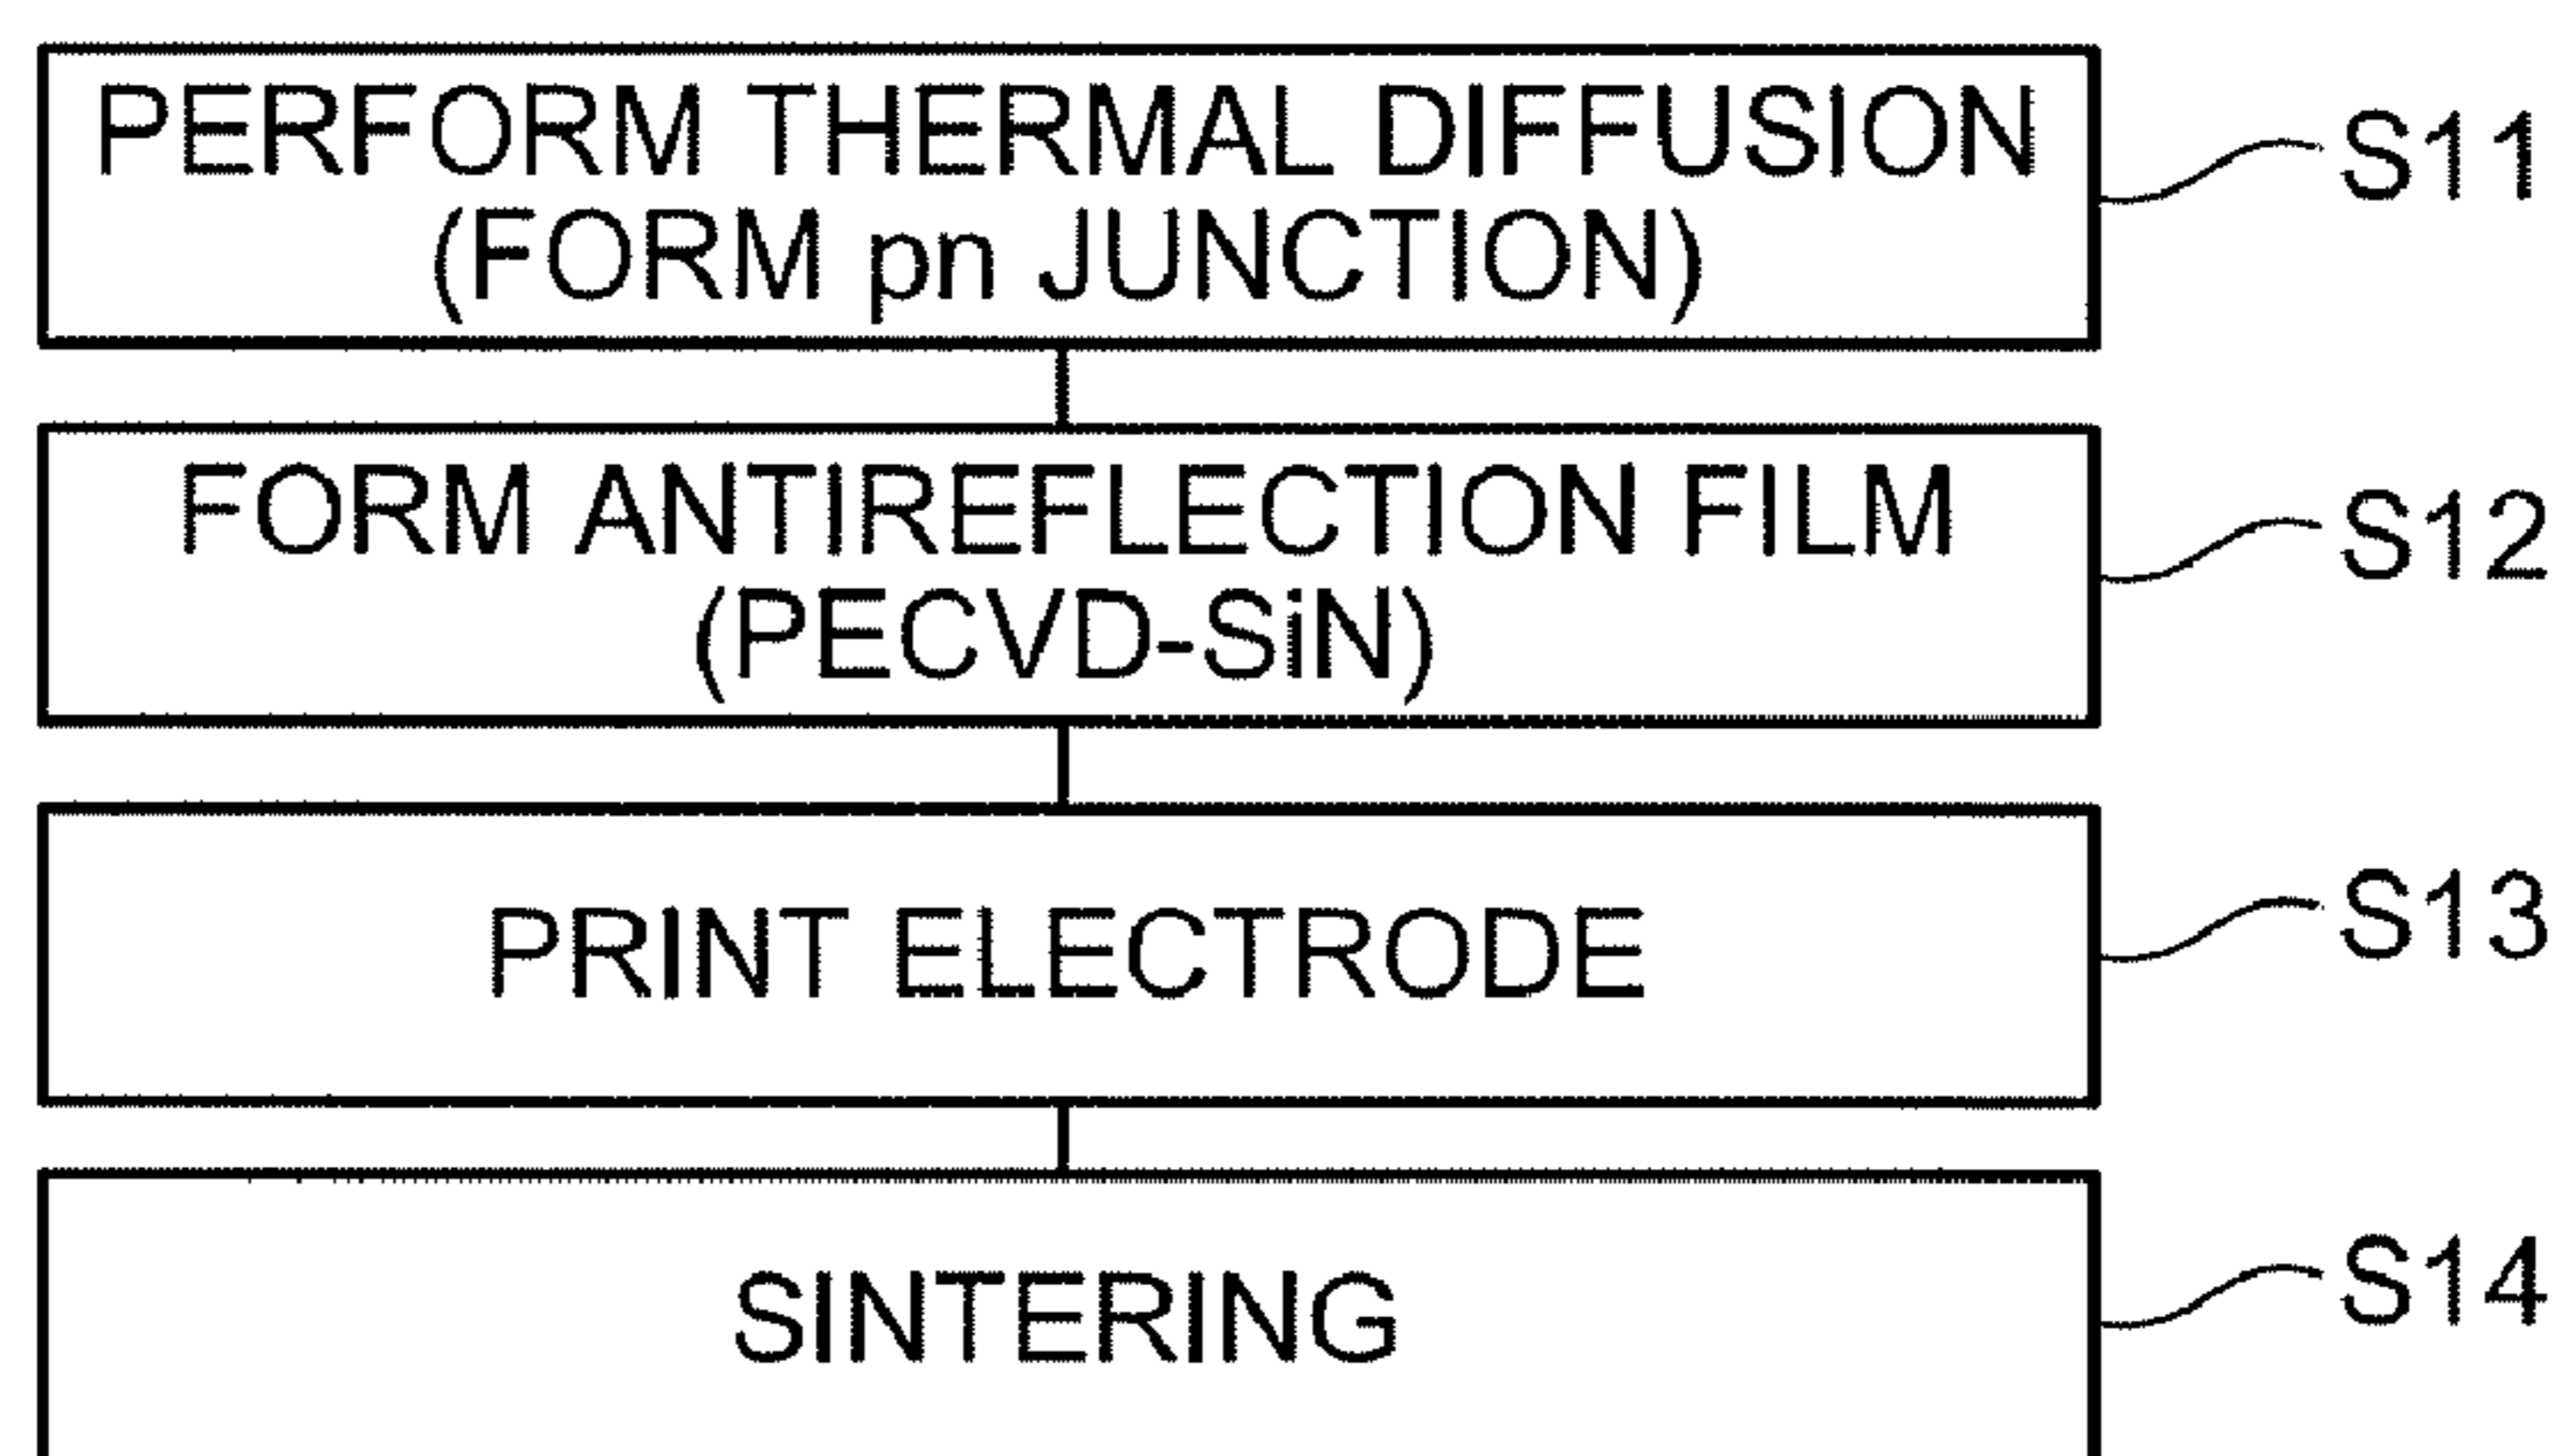 PERFORM THERMAL DIFFUSION
(FORM pn JUNCTION)
S11
FORM ANTIREFLECTION FILM
(PECVD-SiN)
S12
PRINT ELECTRODE
S13
SINTERING
S14